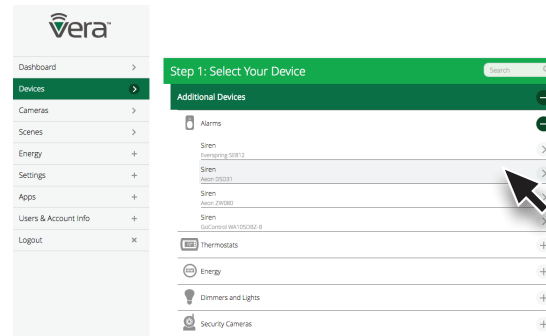 vera™
Dashboard
Devices
Cameras
Scenes
Energy
Settings
Apps
Users & Account Info
Logout
Step 1: Select Your Device
Search
Additional Devices
Alarms
Siren
Everspring SE812
Siren
Aeon DSD31
Siren
Aeon ZW080
Siren
GoControl WA105DBZ-8
Thermostats
Energy
Dimmers and Lights
Security Cameras